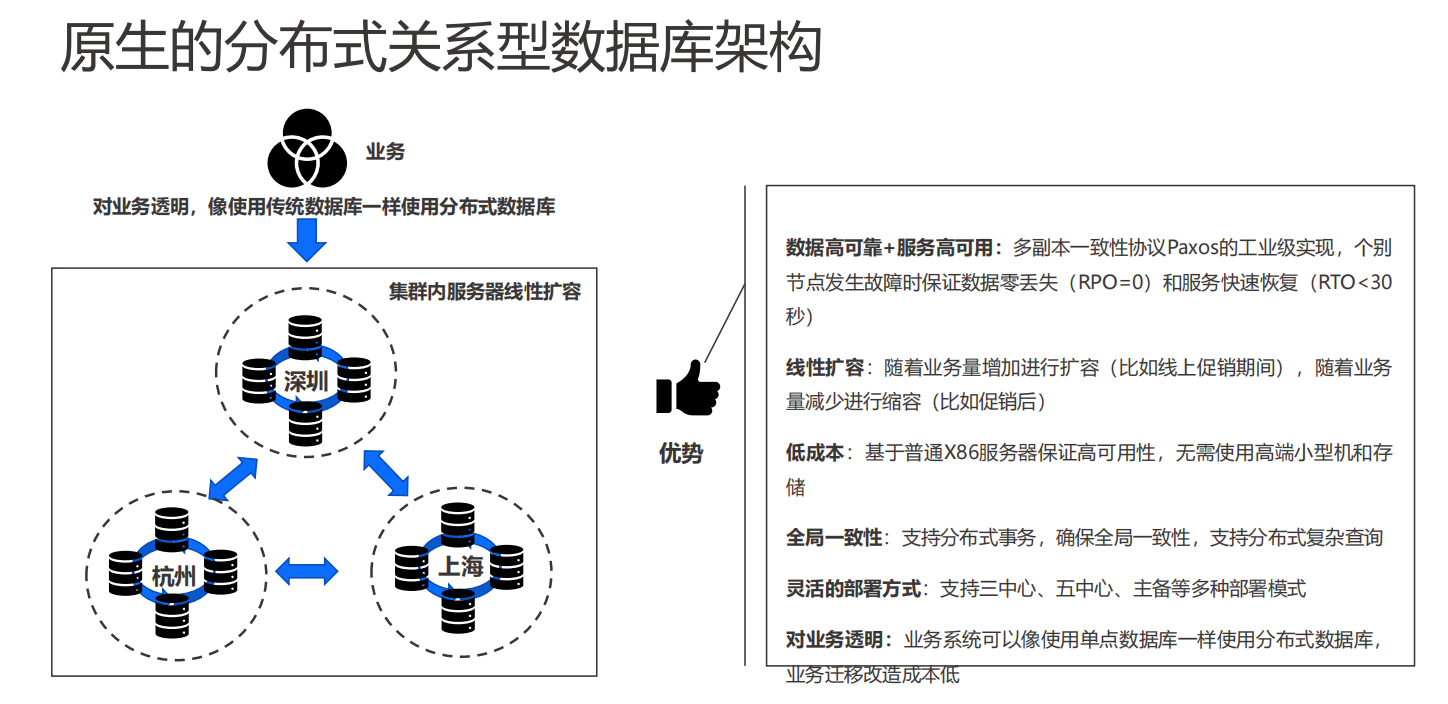 原生的分布式关系型数据库架构
业务
对业务透明，像使用传统数据库一样使用分布式数据库
集群内服务器线性扩容
深圳
杭州
上海
优势
数据高可靠+服务高可用：多副本一致性协议Paxos的工业级实现，个别
节点发生故障时保证数据零丢失（RPO=0）和服务快速恢复（RTO<30
秒）
线性扩容：随着业务量增加进行扩容（比如线上促销期间），随着业务
量减少进行缩容（比如促销后）
低成本：基于普通X86服务器保证高可用性，无需使用高端小型机和存
储
全局一致性：支持分布式事务，确保全局一致性，支持分布式复杂查询
灵活的部署方式：支持三中心、五中心、主备等多种部署模式
对业务透明：业务系统可以像使用单点数据库一样使用分布式数据库，
业务迁移改造成本低